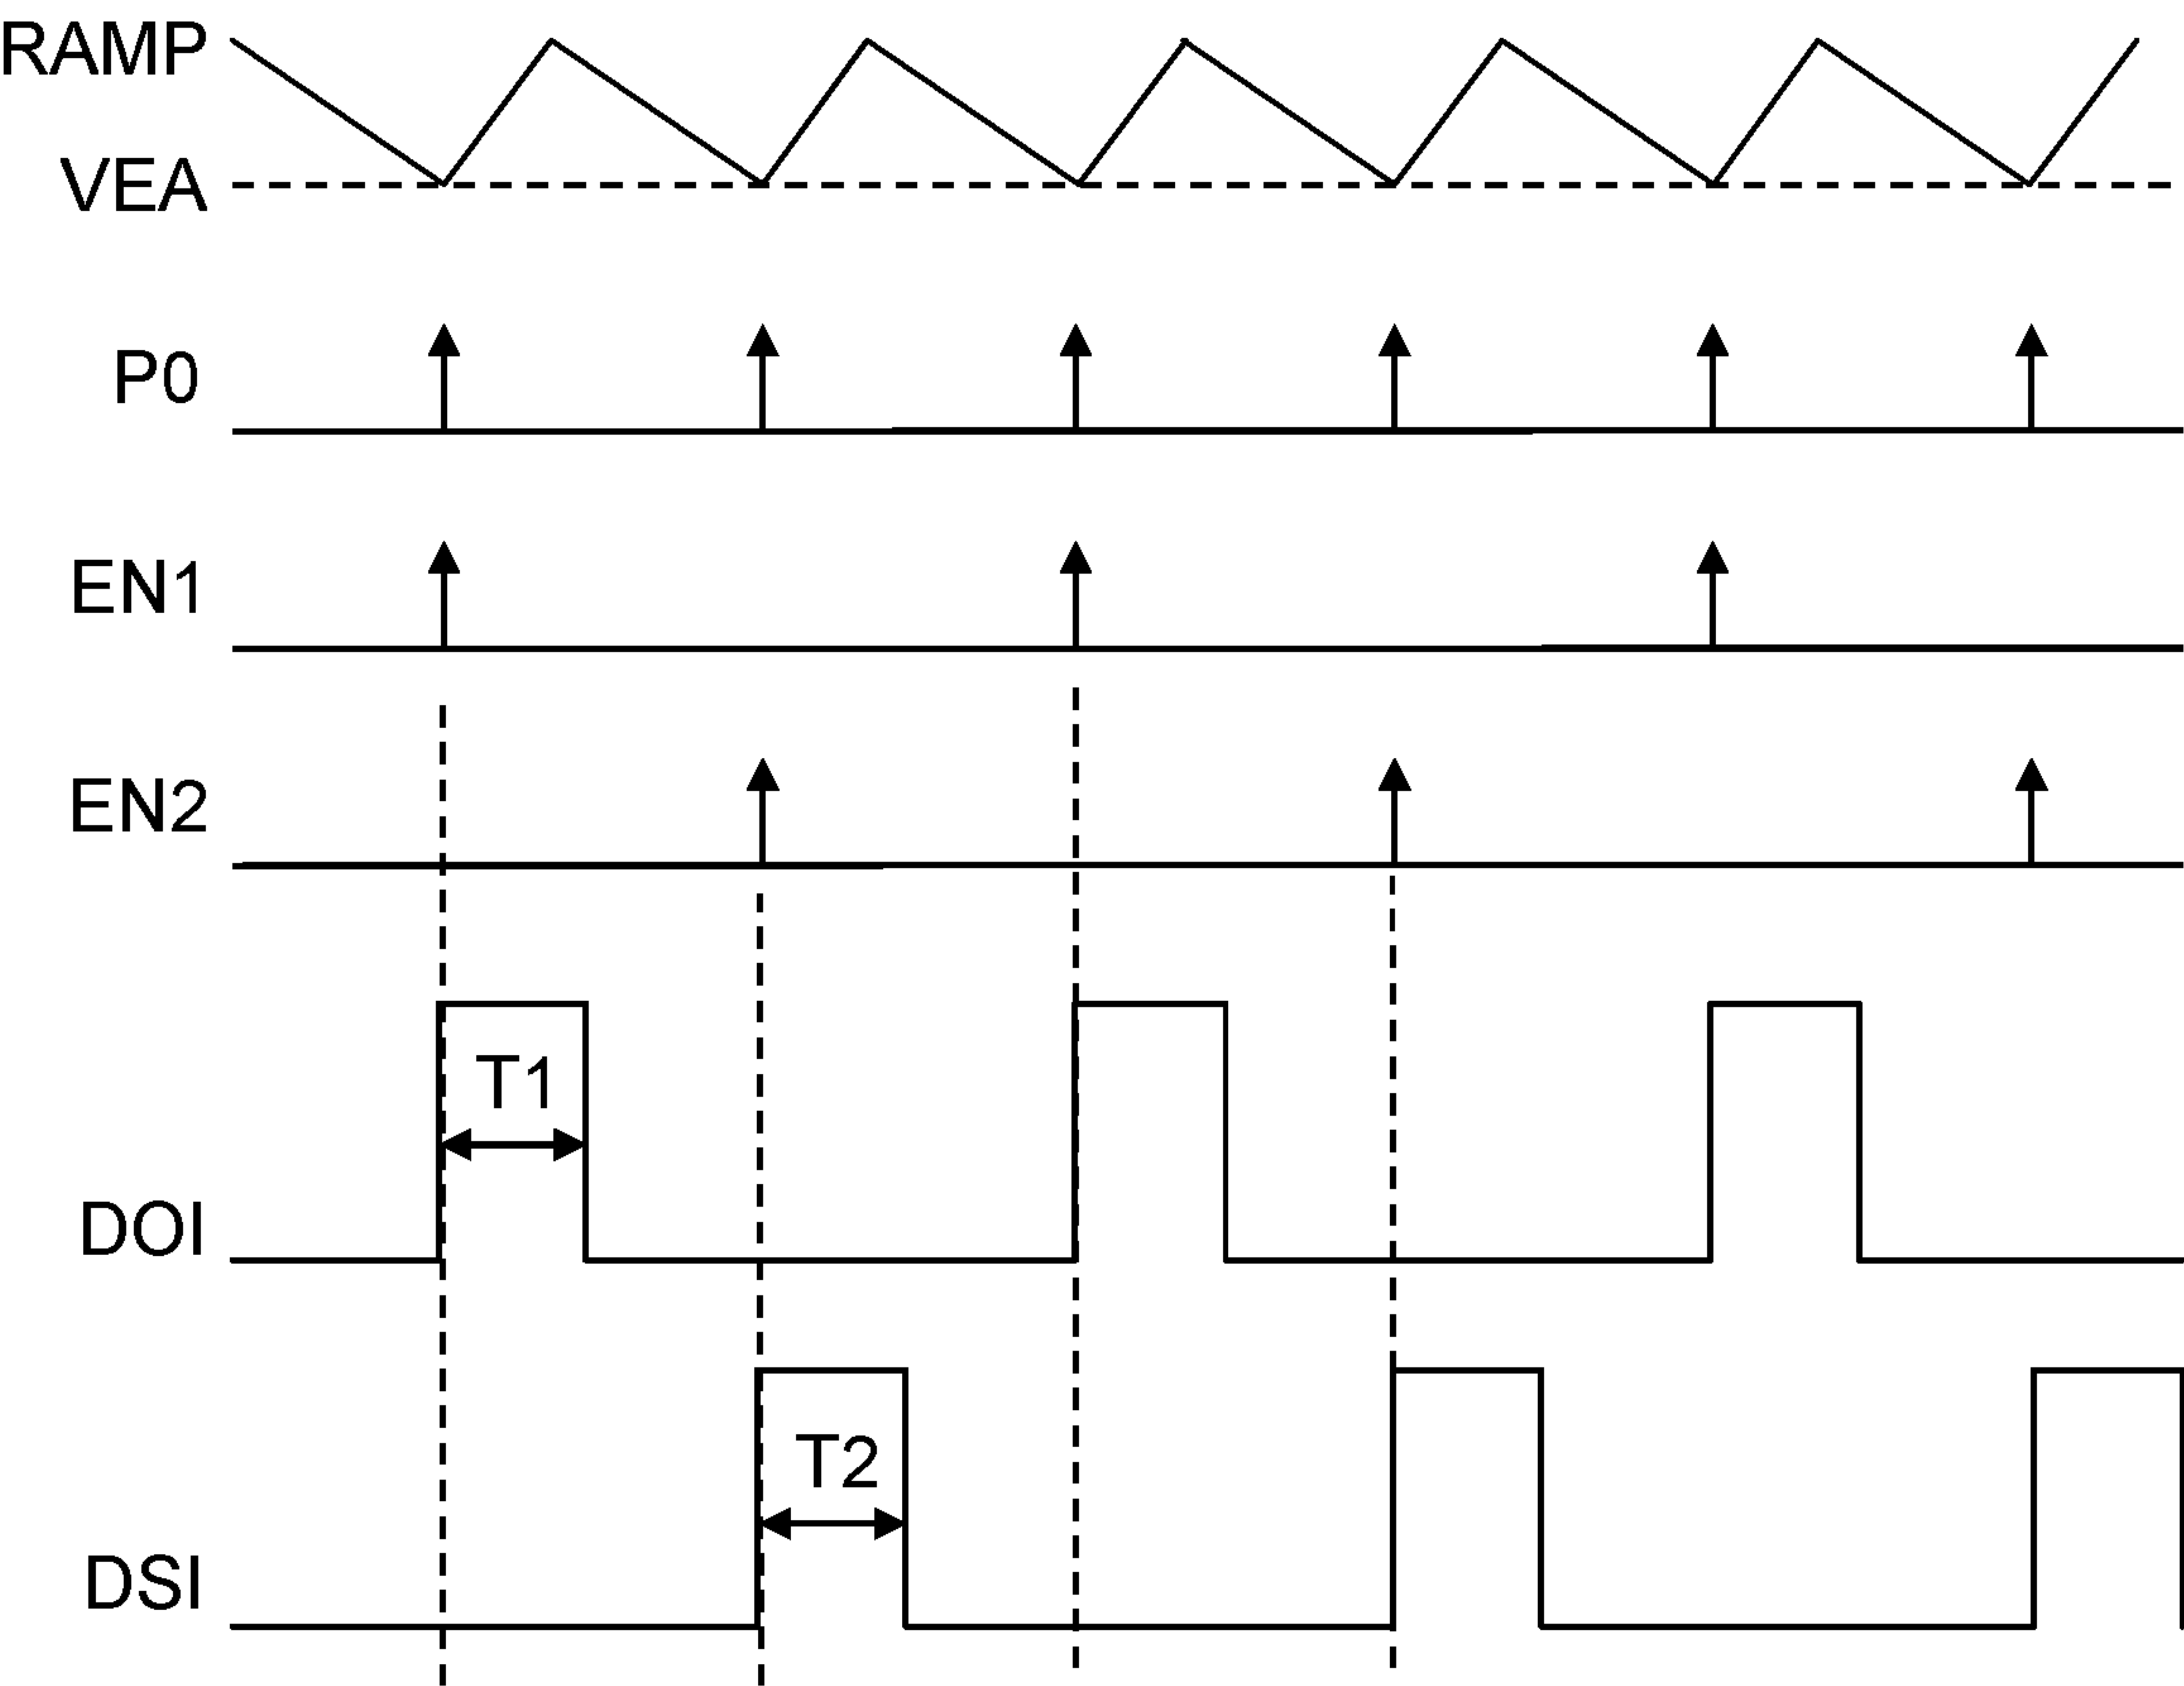 RAMP
VEA
P0
EN1
EN2
T1
DOI
T2
DSI